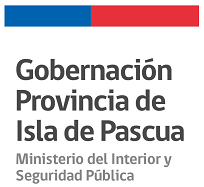 Gobernación
Provincia de
Isla de Pascua
Ministerio del Interior y
Seguridad Pública